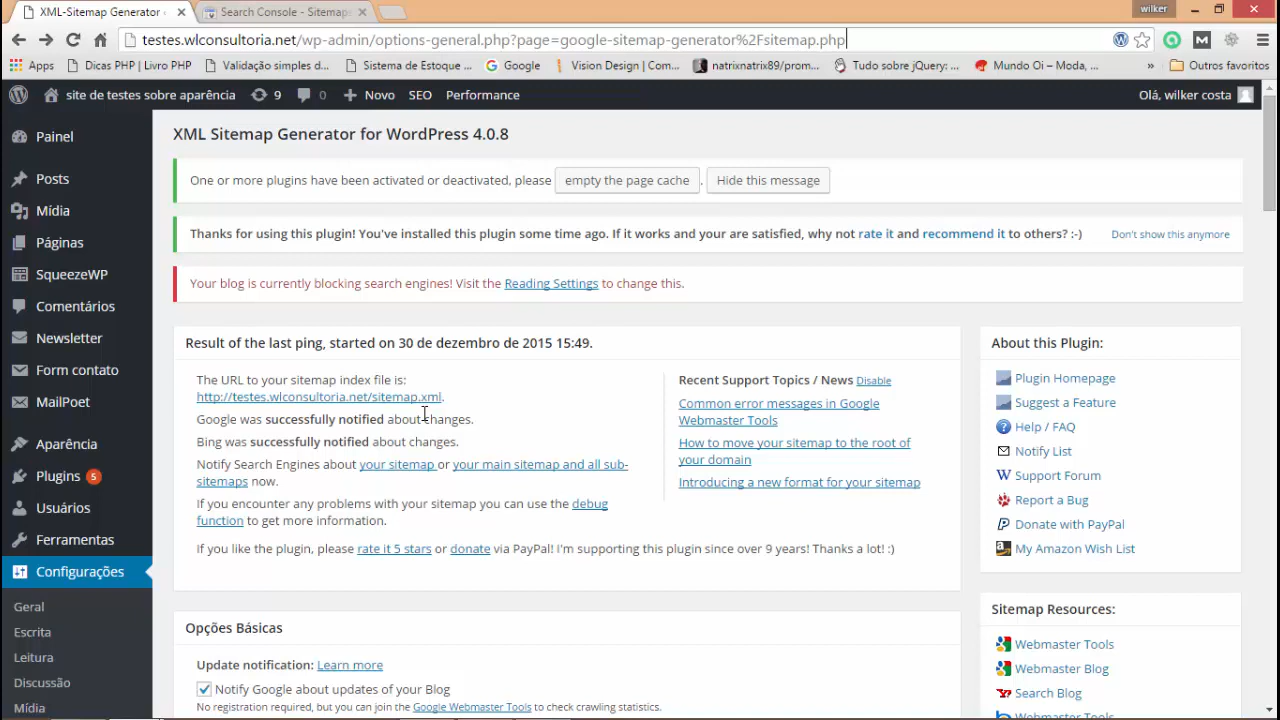 XML-Sitemap Generator
Search Console - Sitemap
wilker
testes.wlconsultoria.net/wp-admin/options-general.php?page=google-sitemap-generator%2Fsitemap.php
Apps
Dicas PHP | Livro PHP
Validação simples d...
Sistema de Estoque ...
Google
Vision Design | Com...
natrixnatrix89/prom...
Tudo sobre jQuery: ...
Mundo Oi – Moda, ...
»
Outros favoritos
site de testes sobre aparência
9
0
Novo
SEO
Performance
Olá, wilker costa
Painel
Posts
Mídia
Páginas
SqueezeWP
Comentários
Newsletter
Form contato
MailPoet
Aparência
Plugins 5
Usuários
Ferramentas
Configurações
Geral
Escrita
Leitura
Discussão
Mídia
XML Sitemap Generator for WordPress 4.0.8
One or more plugins have been activated or deactivated, please empty the page cache . Hide this message
Thanks for using this plugin! You've installed this plugin some time ago. If it works and your are satisfied, why not rate it and recommend it to others? :-) Don't show this anymore
Your blog is currently blocking search engines! Visit the Reading Settings to change this.
Result of the last ping, started on 30 de dezembro de 2015 15:49.
The URL to your sitemap index file is:
http://testes.wlconsultoria.net/sitemap.xml.
Google was successfully notified about changes.
Bing was successfully notified about changes.
Notify Search Engines about your sitemap or your main sitemap and all sub-
sitemaps now.
If you encounter any problems with your sitemap you can use the debug
function to get more information.
If you like the plugin, please rate it 5 stars or donate via PayPal! I'm supporting this plugin since over 9 years! Thanks a lot! :)
Recent Support Topics / News Disable
Common error messages in Google
Webmaster Tools
How to move your sitemap to the root of
your domain
Introducing a new format for your sitemap
Opções Básicas
Update notification: Learn more
Notify Google about updates of your Blog
No registration required, but you can join the Google Webmaster Tools to check crawling statistics.
About this Plugin:
Plugin Homepage
Suggest a Feature
Help / FAQ
Notify List
Support Forum
Report a Bug
Donate with PayPal
My Amazon Wish List
Sitemap Resources:
Webmaster Tools
Webmaster Blog
Search Blog
Webmaster Tools